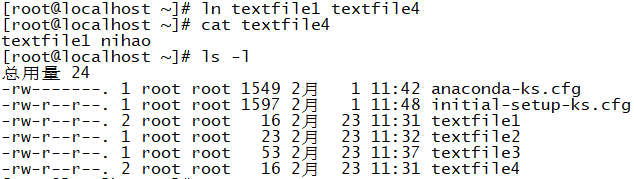 [root@localhost ~]# ln textfile1 textfile4
[root@localhost ~]# cat textfile4
textfile1 nihao
[root@localhost ~]# ls -l
总用量 24
-rw-------. 1 root root 1549 2月   1 11:42 anaconda-ks.cfg
-rw-r--r--. 1 root root 1597 2月   1 11:48 initial-setup-ks.cfg
-rw-r--r--. 2 root root   16 2月  23 11:31 textfile1
-rw-r--r--. 1 root root   23 2月  23 11:32 textfile2
-rw-r--r--. 1 root root   53 2月  23 11:37 textfile3
-rw-r--r--. 2 root root   16 2月  23 11:31 textfile4